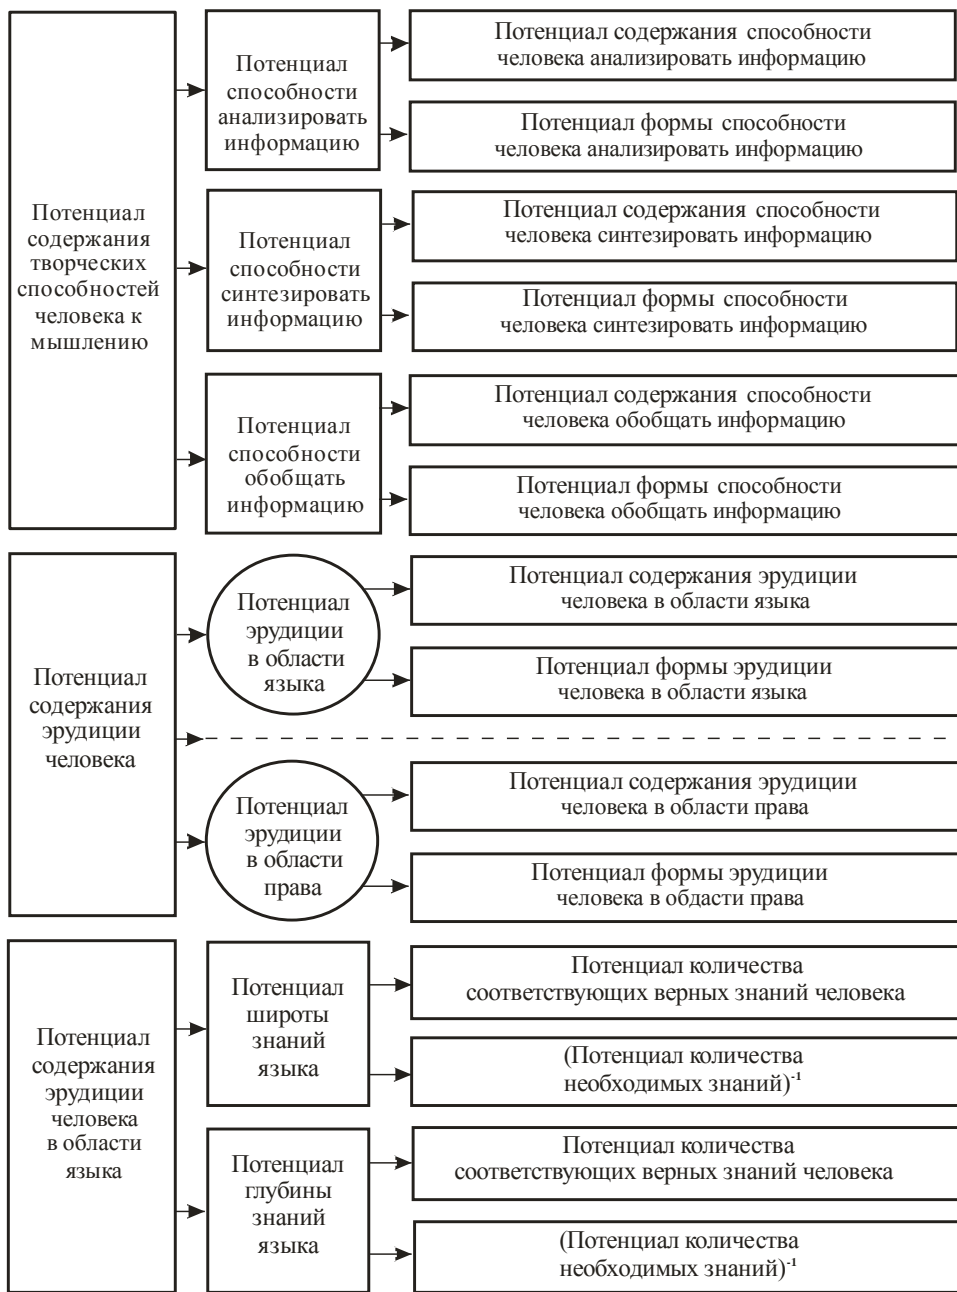 Потенциал
содержания
творческих
способностей
человека к
мышлению
Потенциал
способности
анализировать
информацию
Потенциал содержания способности
человека анализировать информацию
Потенциал формы способности
человека анализировать информацию
Потенциал
способности
синтезировать
информацию
Потенциал содержания способности
человека синтезировать информацию
Потенциал формы способности
человека синтезировать информацию
Потенциал
способности
обобщать
информацию
Потенциал содержания способности
человека обобщать информацию
Потенциал формы способности
человека обобщать информацию
Потенциал
содержания
эрудиции
человека
Потенциал
эрудиции
в области
языка
Потенциал содержания эрудиции
человека в области языка
Потенциал формы эрудиции
человека в области языка
Потенциал
эрудиции
в области
права
Потенциал содержания эрудиции
человека в области права
Потенциал формы эрудиции
человека в обдасти права
Потенциал
содержания
эрудиции
человека
в области
языка
Потенциал
широты
знаний
языка
Потенциал количества
соответствующих верных знаний человека
(Потенциал количества
необходимых знаний)⁻¹
Потенциал
глубины
знаний
языка
Потенциал количества
соответствующих верных знаний человека
(Потенциал количества
необходимых знаний)⁻¹